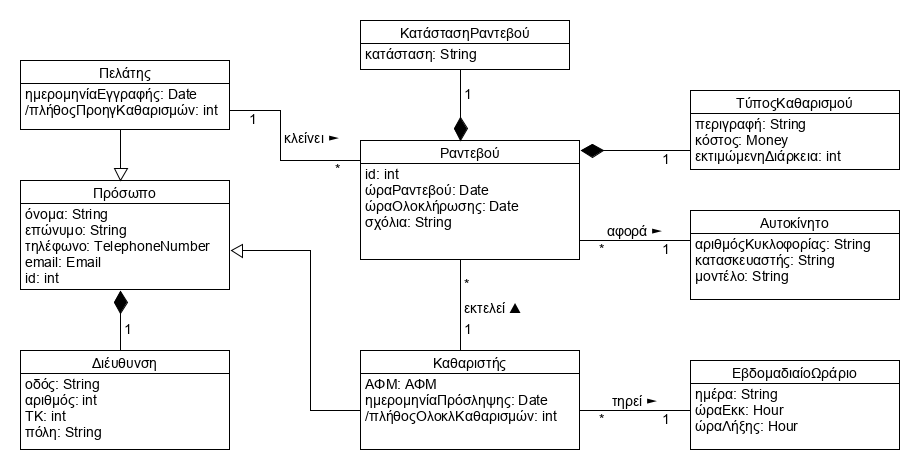 ΚατάστασηΡαντεβού
κατάσταση: String
1
Πελάτης
ημερομηνίαΕγγραφής: Date
/πλήθοςΠροηγΚαθαρισμών: int
1
κλείνει ►
*
ΤύποςΚαθαρισμού
περιγραφή: String
κόστος: Money
εκτιμώμενηΔιάρκεια: int
1
Ραντεβού
id: int
ώραΡαντεβού: Date
ώραΟλοκλήρωσης: Date
σχόλια: String
Πρόσωπο
όνομα: String
επώνυμο: String
τηλέφωνο: TelephoneNumber
email: Email
id: int
αφορά ►
*
1
Αυτοκίνητο
αριθμόςΚυκλοφορίας: String
κατασκευαστής: String
μοντέλο: String
*
εκτελεί ▲
1
1
Διέυθυνση
οδός: String
αριθμός: int
ΤΚ: int
πόλη: String
Καθαριστής
ΑΦΜ: ΑΦΜ
ημερομηνίαΠρόσληψης: Date
/πλήθοςΟλοκλΚαθαρισμών: int
τηρεί ►
*
1
ΕβδομαδιαίοΩράριο
ημέρα: String
ώραΕκκ: Hour
ώραΛήξης: Hour